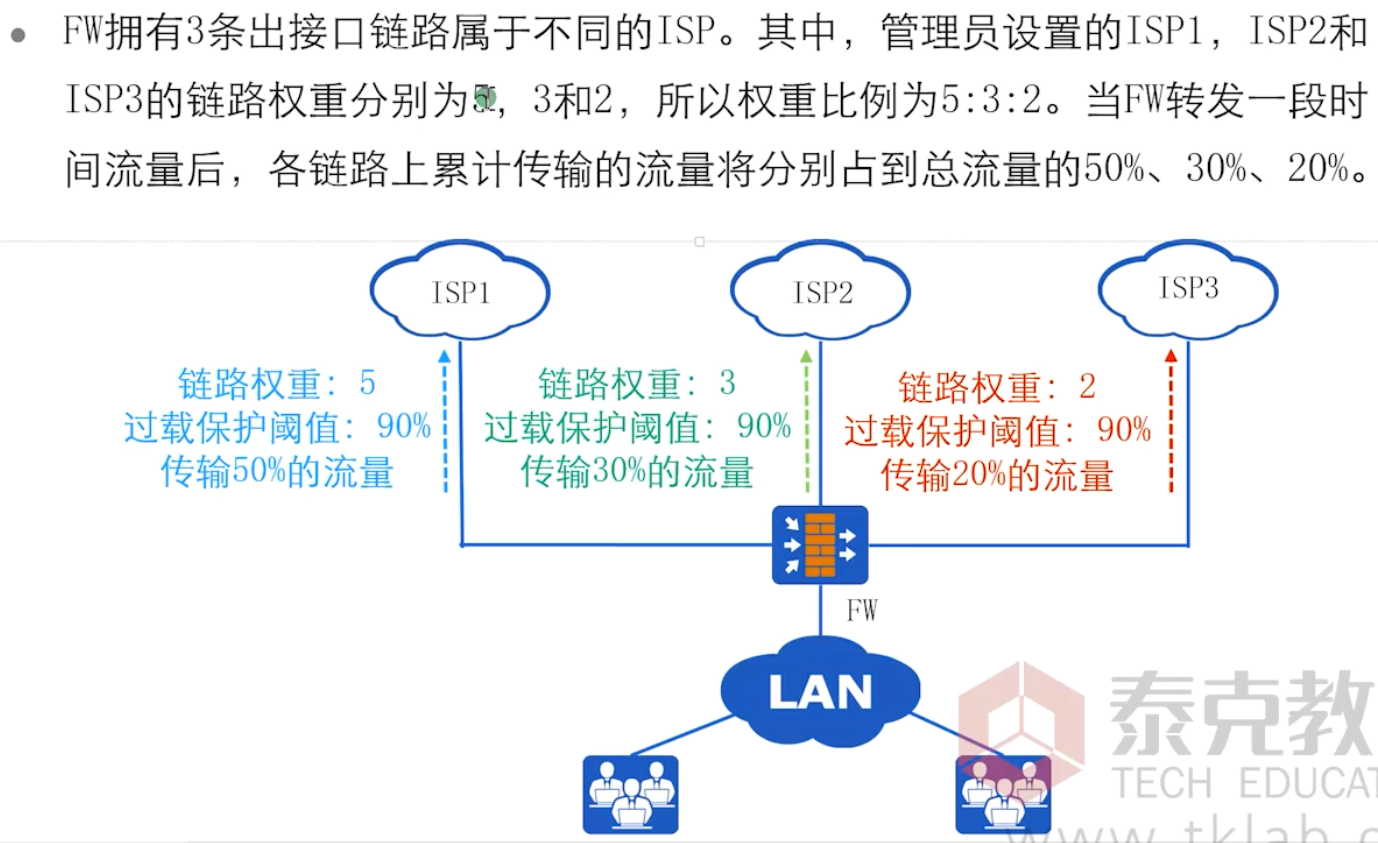 FW拥有3条出接口链路属于不同的ISP。其中，管理员设置的ISP1，ISP2和
ISP3的链路权重分别为5，3和2，所以权重比例为5:3:2。当FW转发一段时
间流量后，各链路上累计传输的流量将分别占到总流量的50%、30%、20%。
ISP1
ISP2
ISP3
链路权重：5
过载保护阈值：90%
传输50%的流量
链路权重：3
过载保护阈值：90%
传输30%的流量
链路权重：2
过载保护阈值：90%
传输20%的流量
FW
LAN
泰克教
TECH EDUCAT